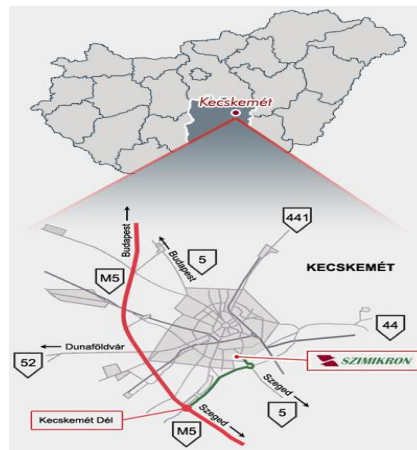 Kecskemét
Budapest
5
Budapest
441
M5
KECSKEMÉT
44
Dunaföldvár
SZIMIKRON
52
Szeged
Kecskemét Dél
Szeged
5
M5